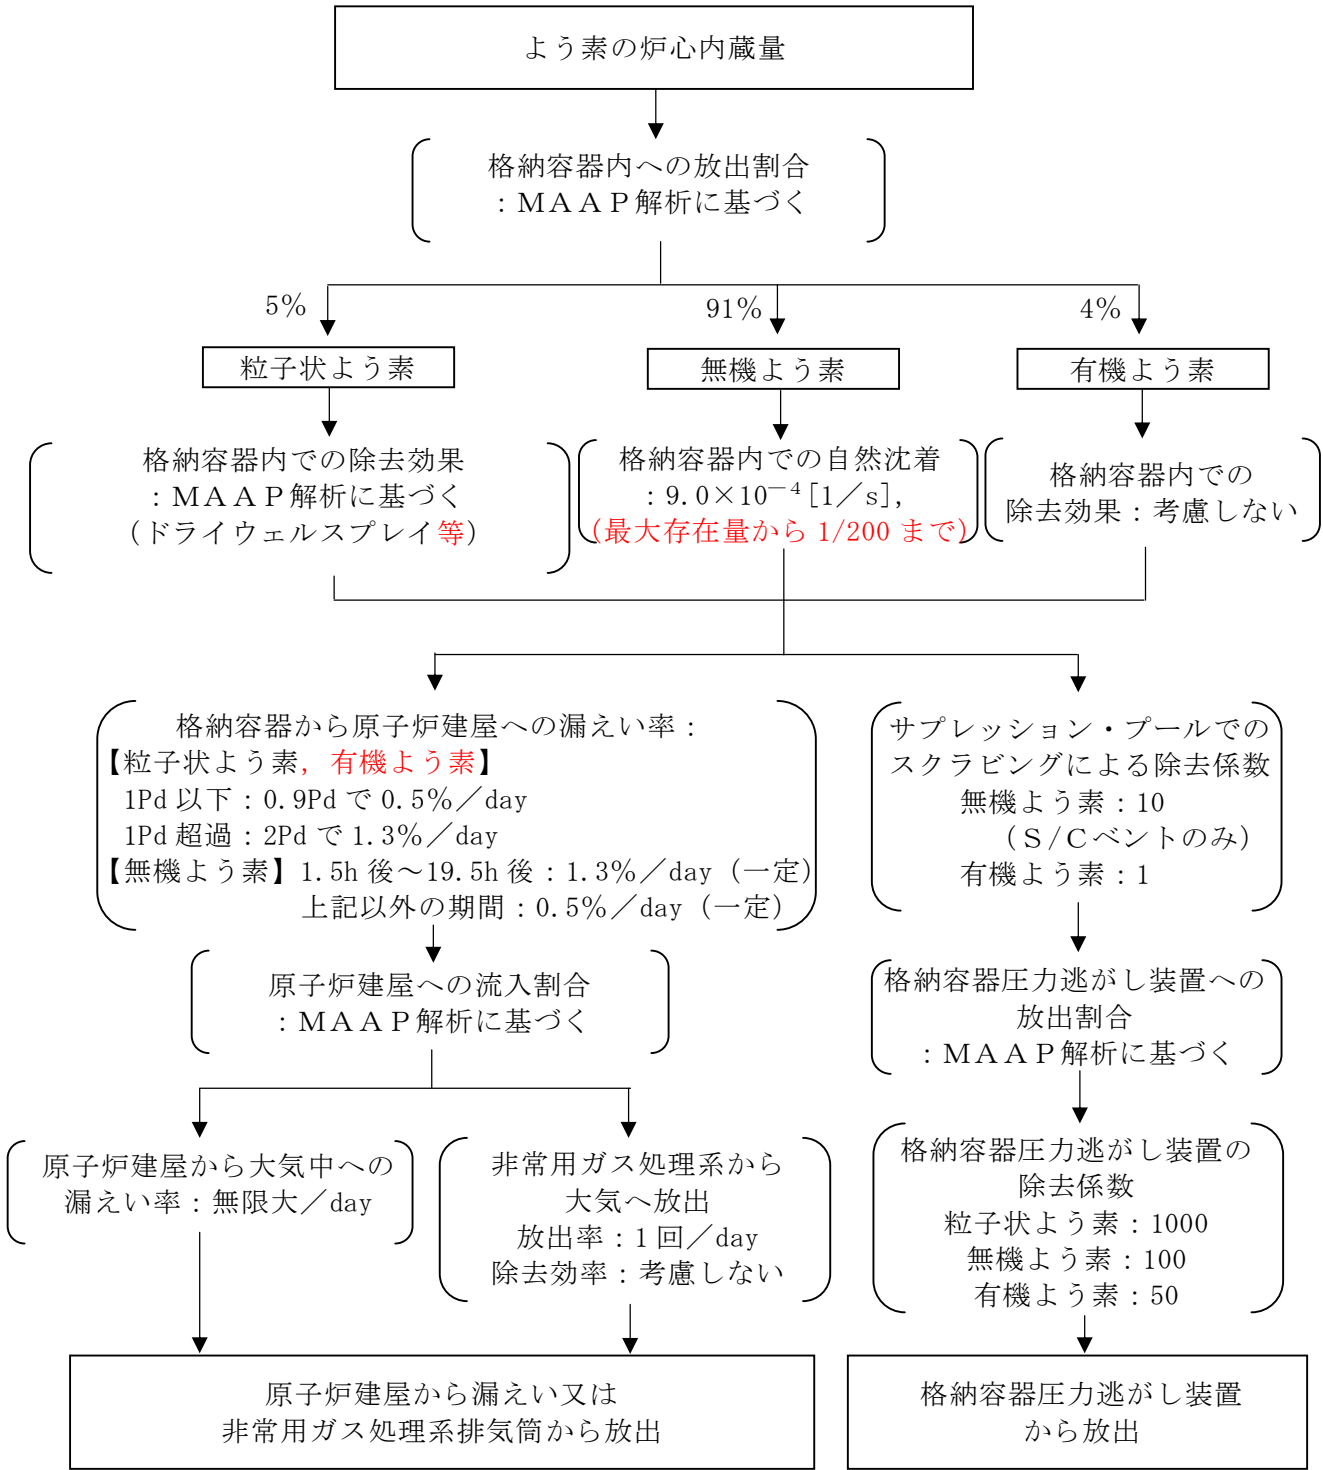 よう素の炉心内蔵量
格納容器内への放出割合
：ＭＡＡＰ解析に基づく
5%
91%
4%
粒子状よう素
無機よう素
有機よう素
格納容器内での除去効果
：ＭＡＡＰ解析に基づく
（ドライウェルスプレイ等）
格納容器内での自然沈着
：9.0×10－4[1／s],
（最大存在量から 1/200 まで）
格納容器内での
除去効果：考慮しない
格納容器から原子炉建屋への漏えい率：
【粒子状よう素，有機よう素】
1Pd 以下：0.9Pd で 0.5%／day
1Pd 超過：2Pd で 1.3%／day
【無機よう素】1.5h 後～19.5h 後：1.3%／day（一定）
上記以外の期間：0.5%／day（一定）
サプレッション・プールでの
スクラビングによる除去係数
無機よう素：10
（Ｓ/Ｃベントのみ）
有機よう素：1
原子炉建屋への流入割合
：ＭＡＡＰ解析に基づく
格納容器圧力逃がし装置への
放出割合
：ＭＡＡＰ解析に基づく
原子炉建屋から大気中への
漏えい率：無限大／day
非常用ガス処理系から
大気へ放出
放出率：1 回／day
除去効率：考慮しない
格納容器圧力逃がし装置の
除去係数
粒子状よう素：1000
無機よう素：100
有機よう素：50
原子炉建屋から漏えい又は
非常用ガス処理系排気筒から放出
格納容器圧力逃がし装置
から放出